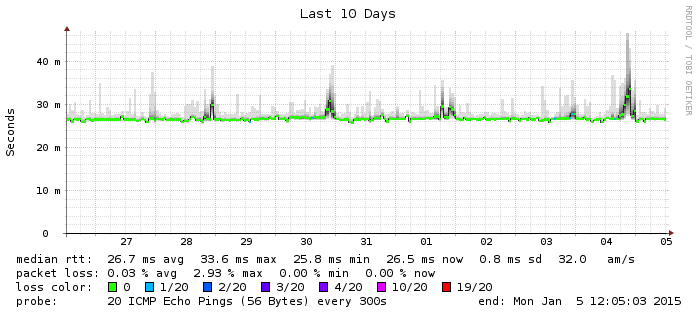 Last 10 Days
RRDTOOL / TOBI OETIKER
Seconds
40 m
30 m
20 m
10 m
0
27 28 29 30 31 01 02 03 04 05
median rtt: 26.7 ms avg 33.6 ms max 25.8 ms min 26.5 ms now 0.8 ms sd 32.0 am/s
packet loss: 0.03 % avg 2.93 % max 0.00 % min 0.00 % now
loss color: 0 1/20 2/20 3/20 4/20 10/20 19/20
probe: 20 ICMP Echo Pings (56 Bytes) every 300s end: Mon Jan 5 12:05:03 2015